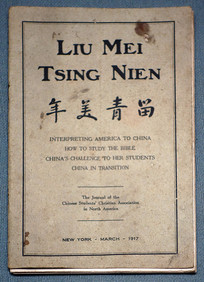 LIU MEI
TSING NIEN
年美青留
INTERPRETING AMERICA TO CHINA
HOW TO STUDY THE BIBLE
CHINA'S CHALLENGE TO HER STUDENTS
CHINA IN TRANSITION
The Journal of the
Chinese Students' Christian Association
in North America
NEW YORK - MARCH - 1917